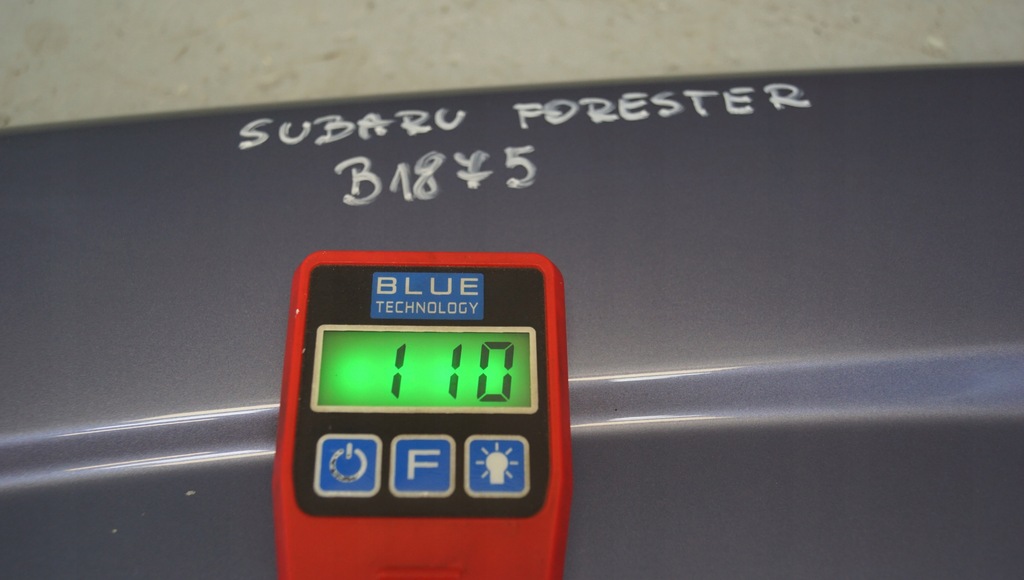 SUBARU FORESTER
B1875
BLUE
TECHNOLOGY
110
F